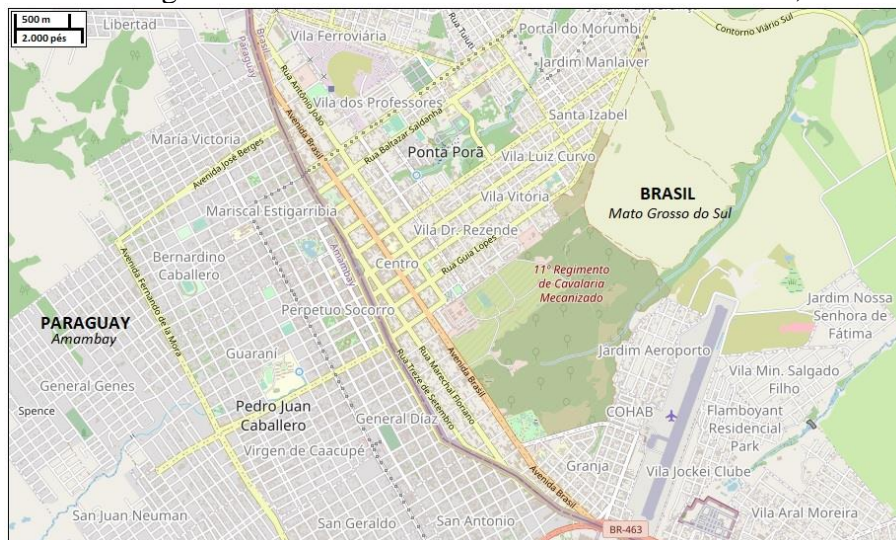 500 m
2.000 pés
Libertad
Brasil
Paraguay
Vila Ferroviária
Rua Tuiuti
Portal do Morumbi
Contorno Viário Sul
Jardim Manlaiver
Rua Antônio João
Vila dos Professores
Santa Izabel
María Victoria
Avenida José Berges
Avenida Brasil
Rua Baltazar Saldanha
Ponta Porã
Vila Luiz Curvo
BRASIL
Mato Grosso do Sul
Vila Vitória
Mariscal Estigarribia
Vila Dr. Rezende
Bernardino
Caballero
Amambay
Centro
Rua Guia Lopes
11º Regimento
de Cavalaria
Mecanizado
Avenida Fernando de la Mora
Perpetuo Socorro
Jardim Nossa
Senhora de
Fátima
PARAGUAY
Amambay
Guarani
Rua Treze de Setembro
Rua Marechal Floriano
Avenida Brasil
Jardim Aeroporto
Vila Min. Salgado
Filho
General Genes
Spence
Pedro Juan
Caballero
General Díaz
COHAB
Flamboyant
Residencial
Park
Virgen de Caacupé
Granja
Vila Jockei Clube
Avenida Brasil
San Juan Neuman
San Geraldo
San Antonio
BR-463
Vila Aral Moreira